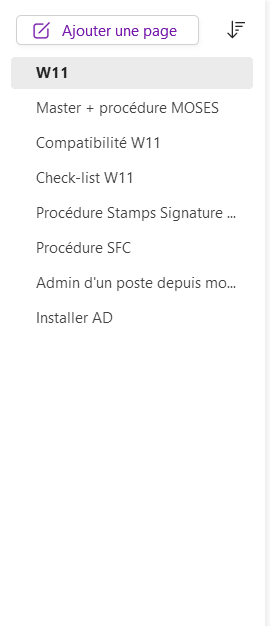 Ajouter une page
W11
Master + procédure MOSES
Compatibilité W11
Check-list W11
Procédure Stamps Signature ...
Procédure SFC
Admin d'un poste depuis mo...
Installer AD